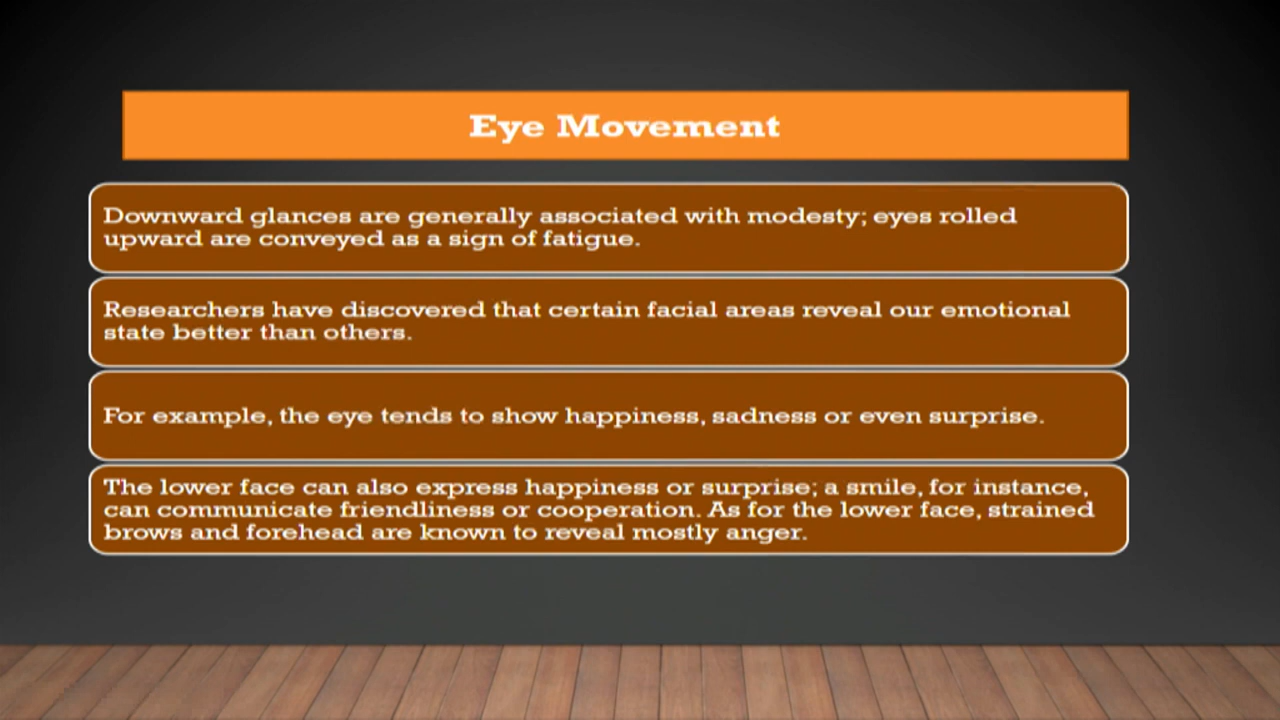 Eye Movement
Downward glances are generally associated with modesty; eyes rolled
upward are conveyed as a sign of fatigue.
Researchers have discovered that certain facial areas reveal our emotional
state better than others.
For example, the eye tends to show happiness, sadness or even surprise.
The lower face can also express happiness or surprise; a smile, for instance,
can communicate friendliness or cooperation. As for the lower face, strained
brows and forehead are known to reveal mostly anger.